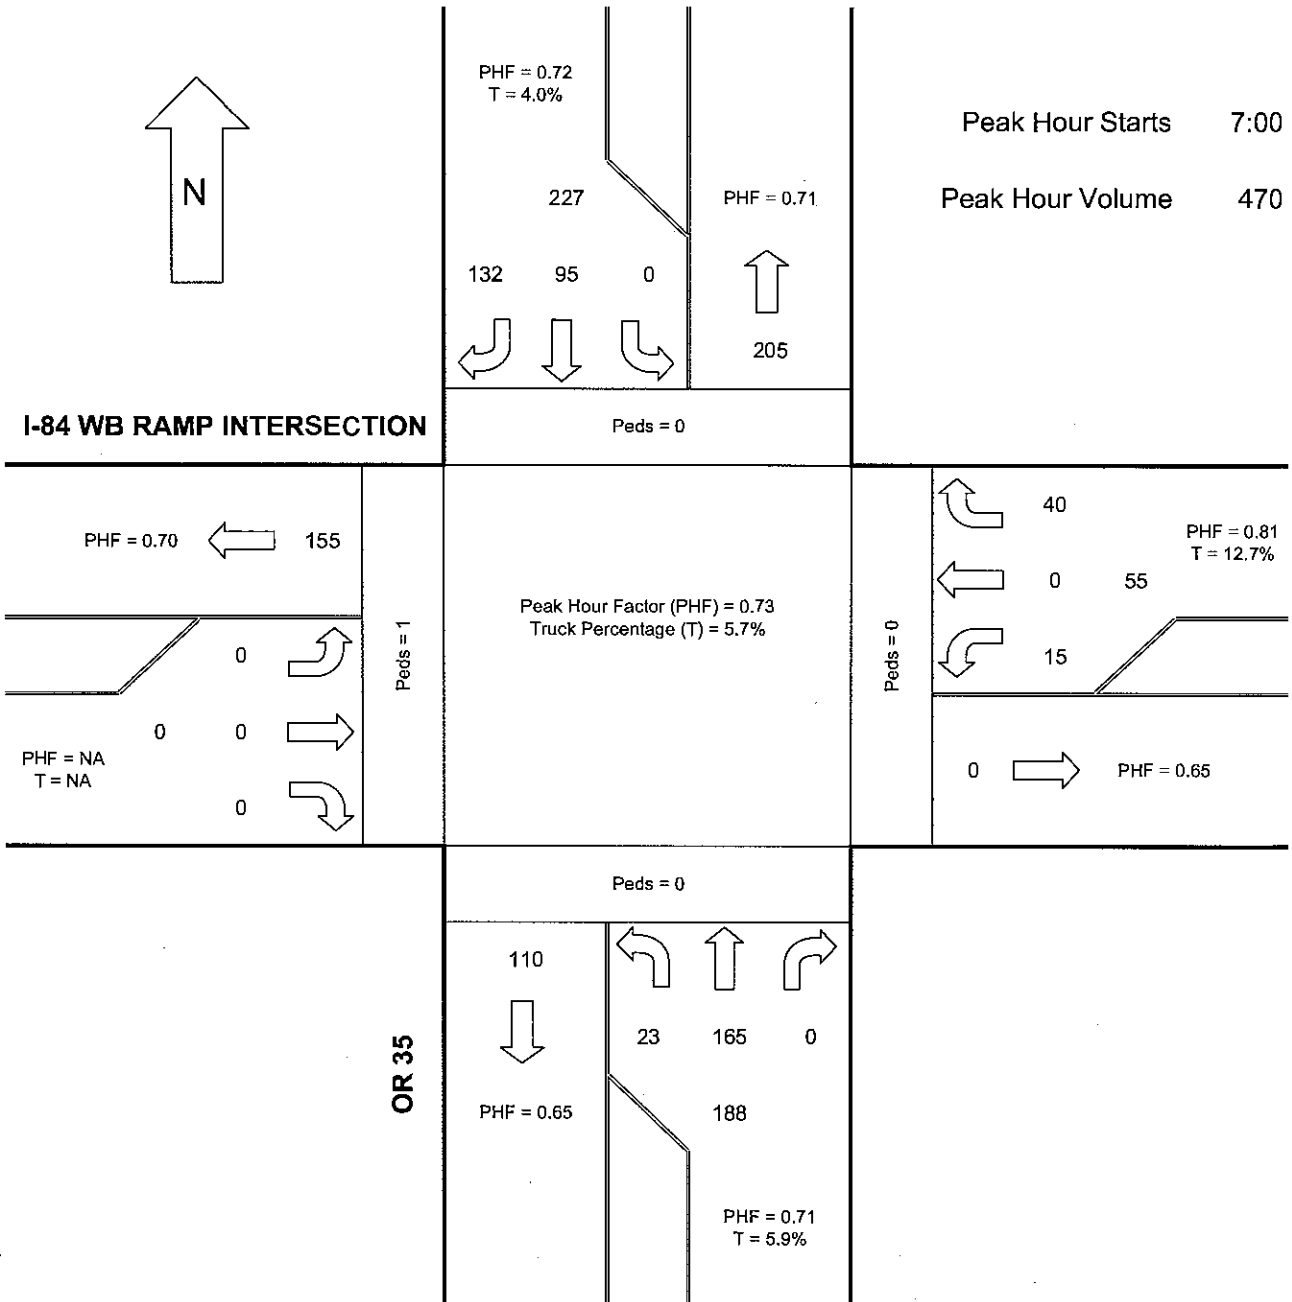 PHF = 0.72
T = 4.0%
Peak Hour Starts 7:00
N
227
PHF = 0.71
Peak Hour Volume 470
132 95 0
205
I-84 WB RAMP INTERSECTION
Peds = 0
PHF = 0.70 155
40
PHF = 0.81
T = 12.7%
0 55
15
Peak Hour Factor (PHF) = 0.73
Truck Percentage (T) = 5.7%
Peds = 1
Peds = 0
0
0 0
0
PHF = NA
T = NA
0 PHF = 0.65
Peds = 0
110
23 165 0
OR 35
PHF = 0.65
188
PHF = 0.71
T = 5.9%